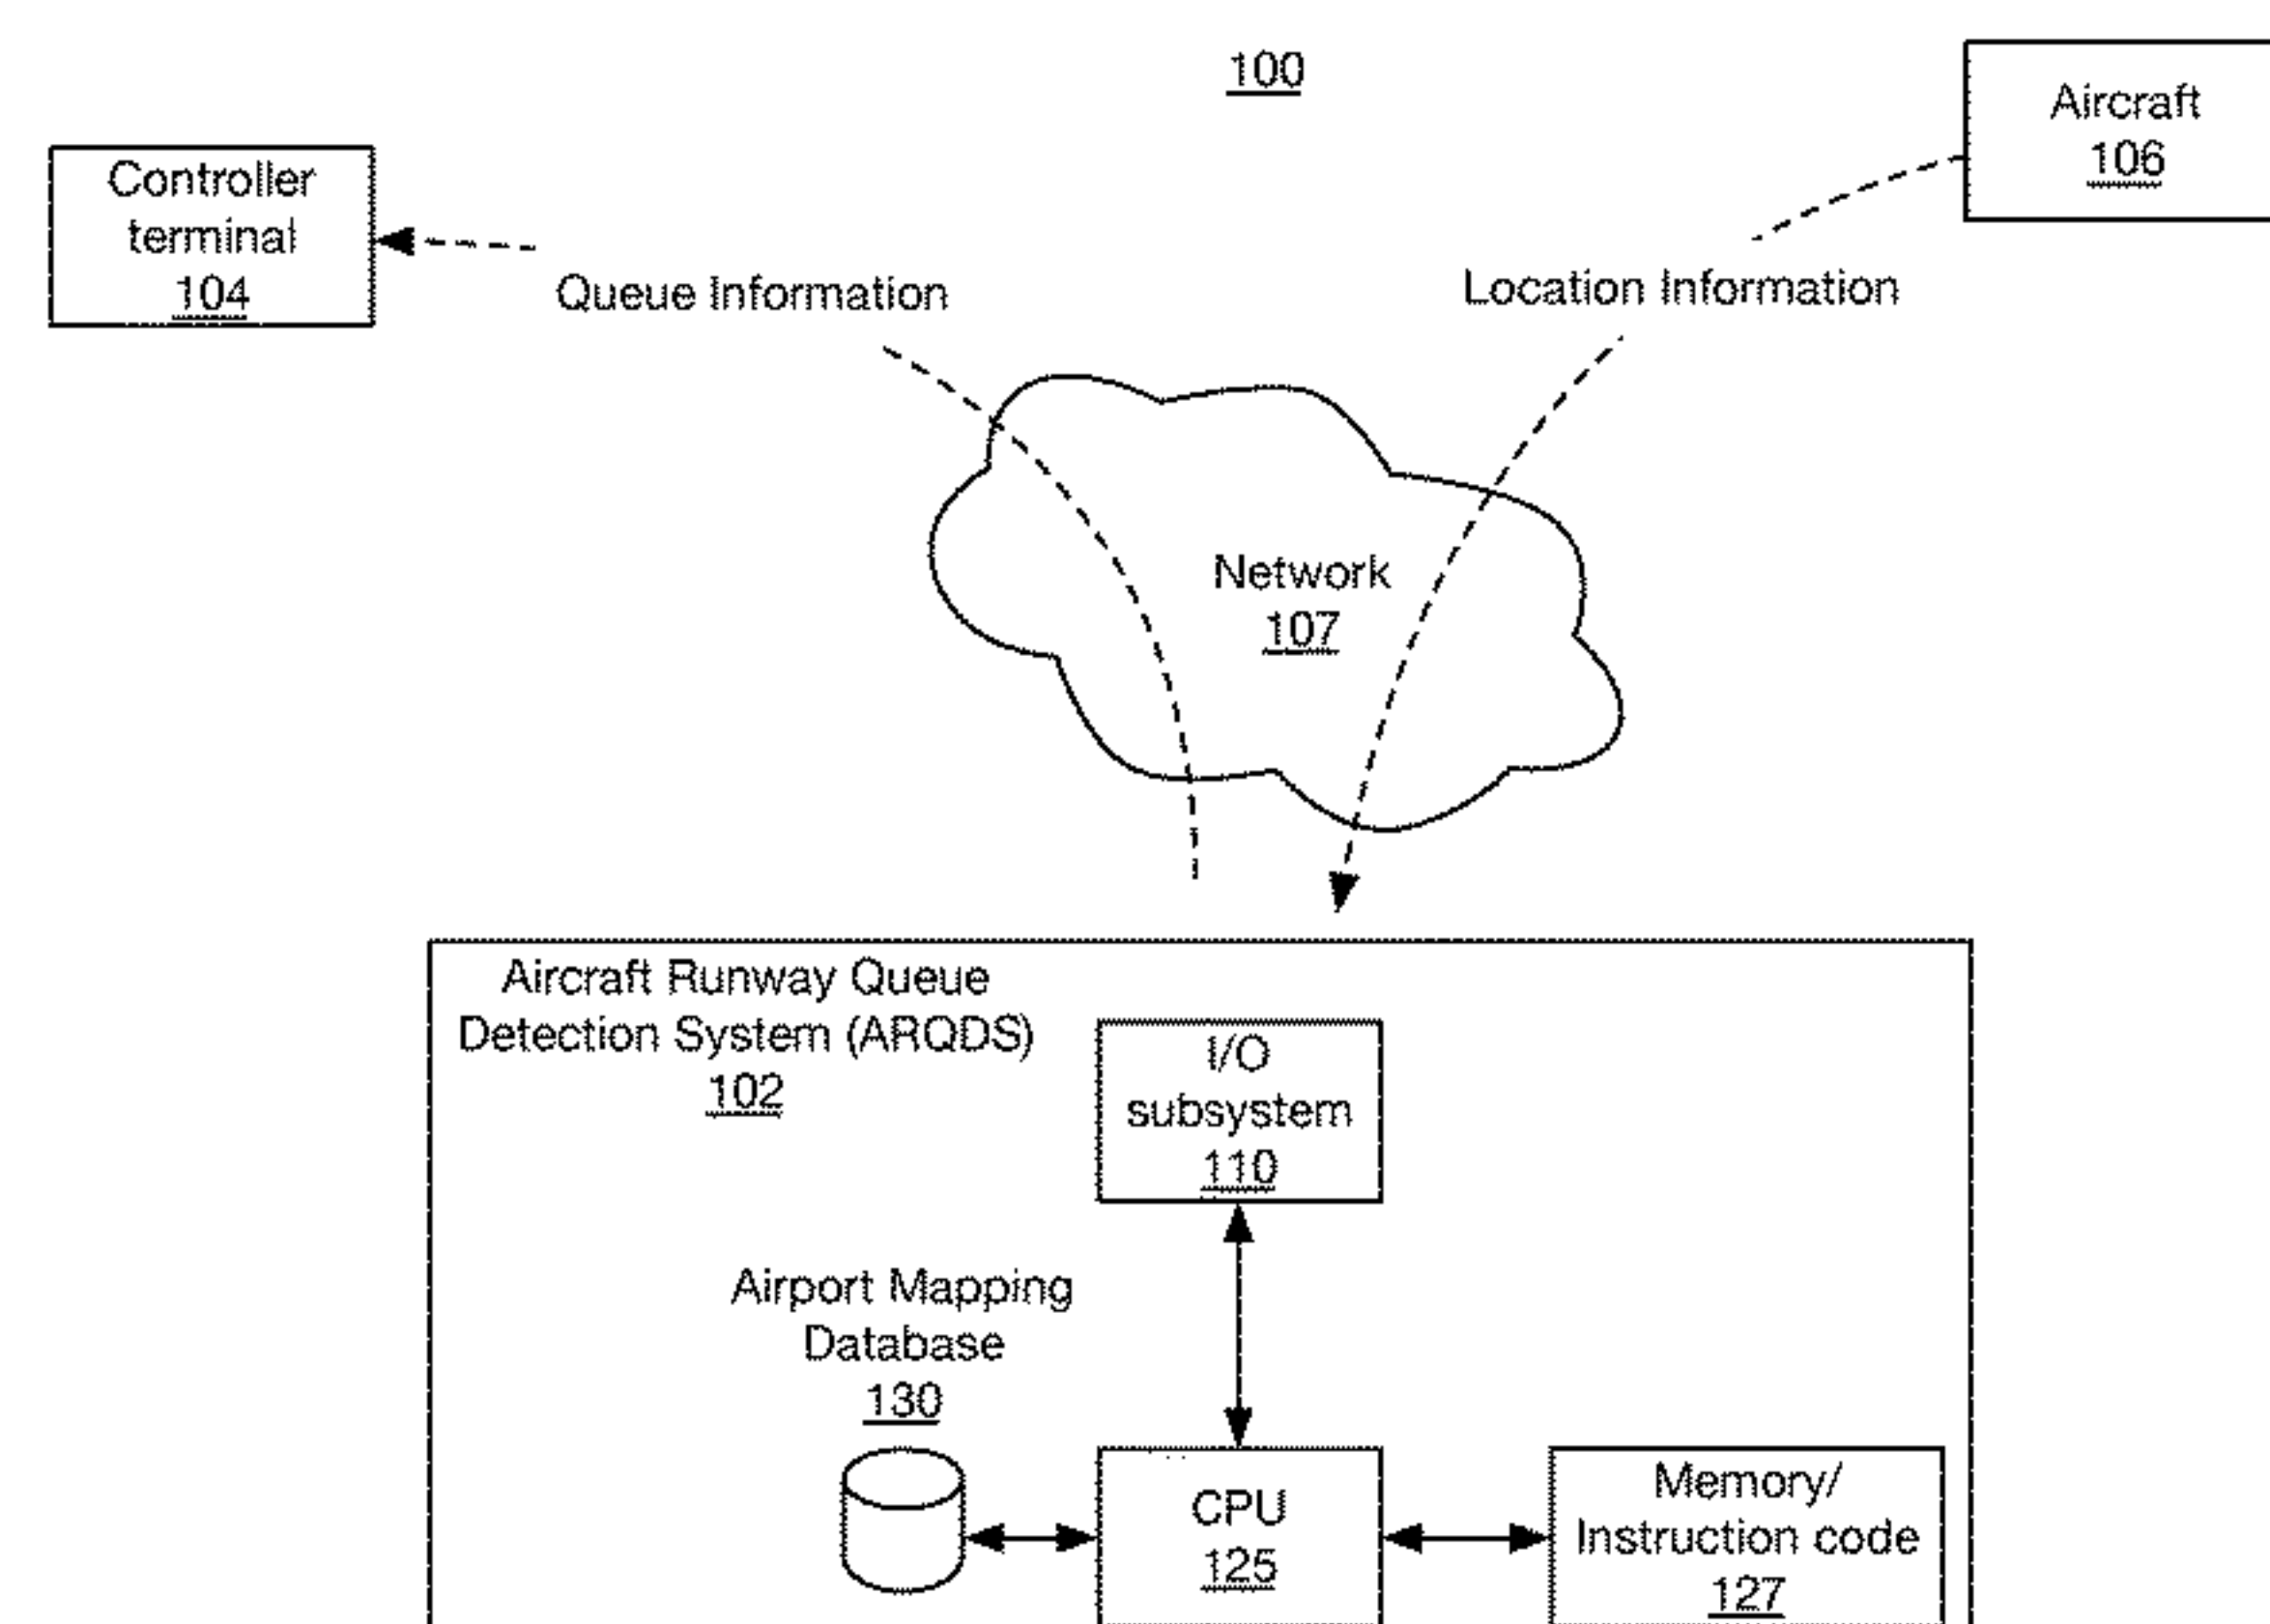 100
Aircraft
106
Controller
terminal
104
Queue Information
Location Information
Network
107
Aircraft Runway Queue
Detection System (ARQDS)
102
I/O
subsystem
110
Airport Mapping
Database
130
CPU
125
Memory/
Instruction code
127